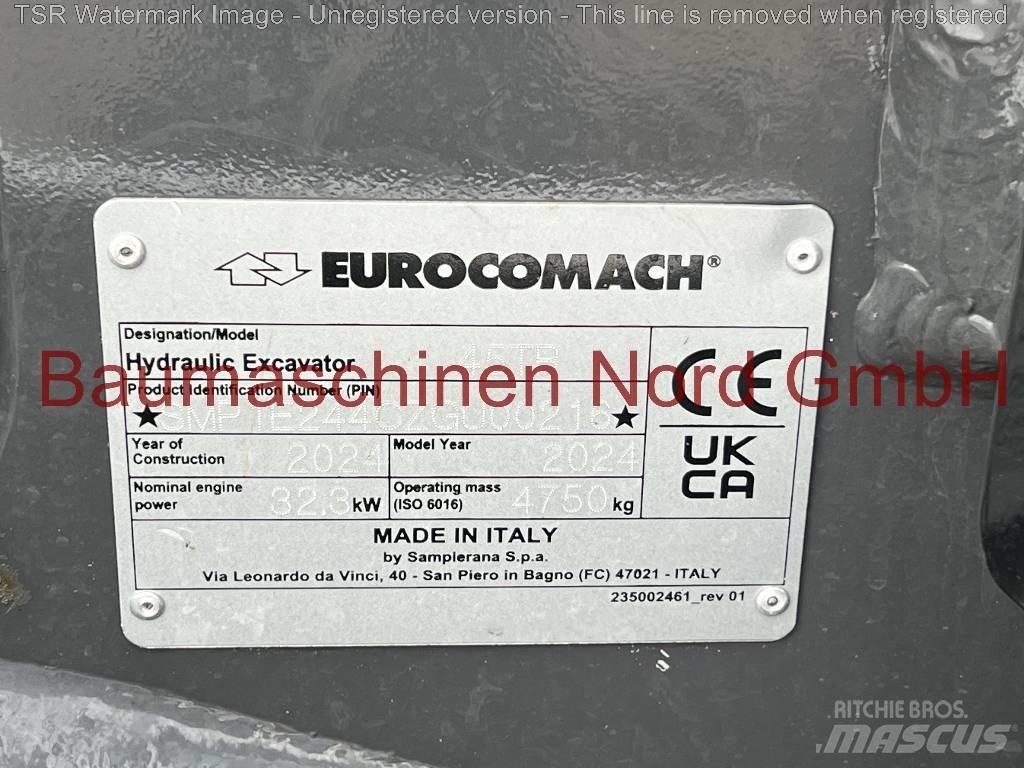 TSR Watermark Image - Unregistered version - This line is removed when registered
EUROCOMACH®
Designation/Model
Hydraulic Excavator 45TR
Baumaschinen Nord GmbH
Product Identification Number (PIN)
CE
Year of Construction 2024 Model Year 2024
UK
CA
Nominal engine power 32.3 kW Operating mass (ISO 6016) 4750 kg
MADE IN ITALY
by Samplerana S.p.a.
Via Leonardo da Vinci, 40 - San Piero in Bagno (FC) 47021 - ITALY
235002461_rev 01
RITCHIE BROS.
MASCUS